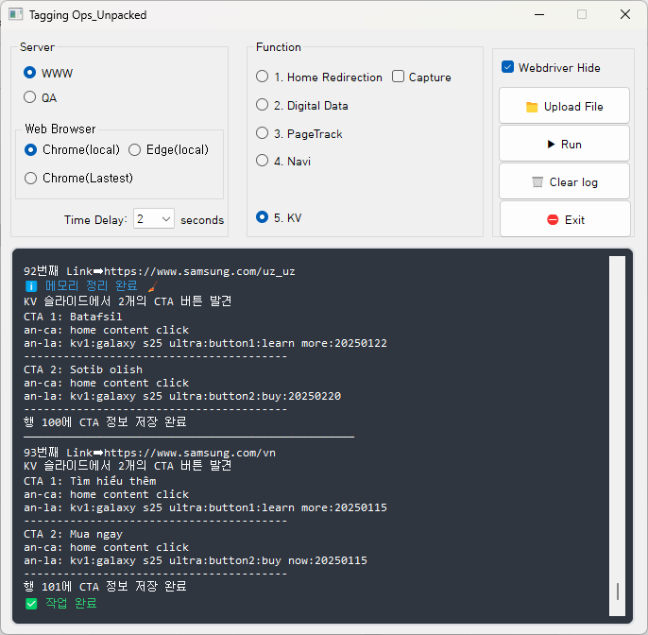 Tagging Ops_Unpacked
Server
WWW
QA
Web Browser
Chrome(local) Edge(local)
Chrome(Lastest)
Time Delay: 2 seconds
Function
1. Home Redirection Capture
2. Digital Data
3. PageTrack
4. Navi
5. KV
Webdriver Hide
Upload File
Run
Clear log
Exit
92번째 Link➡https://www.samsung.com/uz_uz
메모리 정리 완료
KV 슬라이드에서 2개의 CTA 버튼 발견
CTA 1: Batafsil
an-ca: home content click
an-la: kv1:galaxy s25 ultra:button1:learn more:20250122
----------------------------------------
CTA 2: Sotib olish
an-ca: home content click
an-la: kv1:galaxy s25 ultra:button2:buy:20250220
----------------------------------------
행 100에 CTA 정보 저장 완료
93번째 Link➡https://www.samsung.com/vn
KV 슬라이드에서 2개의 CTA 버튼 발견
CTA 1: Tìm hiểu thêm
an-ca: home content click
an-la: kv1:galaxy s25 ultra:button1:learn more:20250115
----------------------------------------
CTA 2: Mua ngay
an-ca: home content click
an-la: kv1:galaxy s25 ultra:button2:buy now:20250115
----------------------------------------
행 101에 CTA 정보 저장 완료
✅ 작업 완료